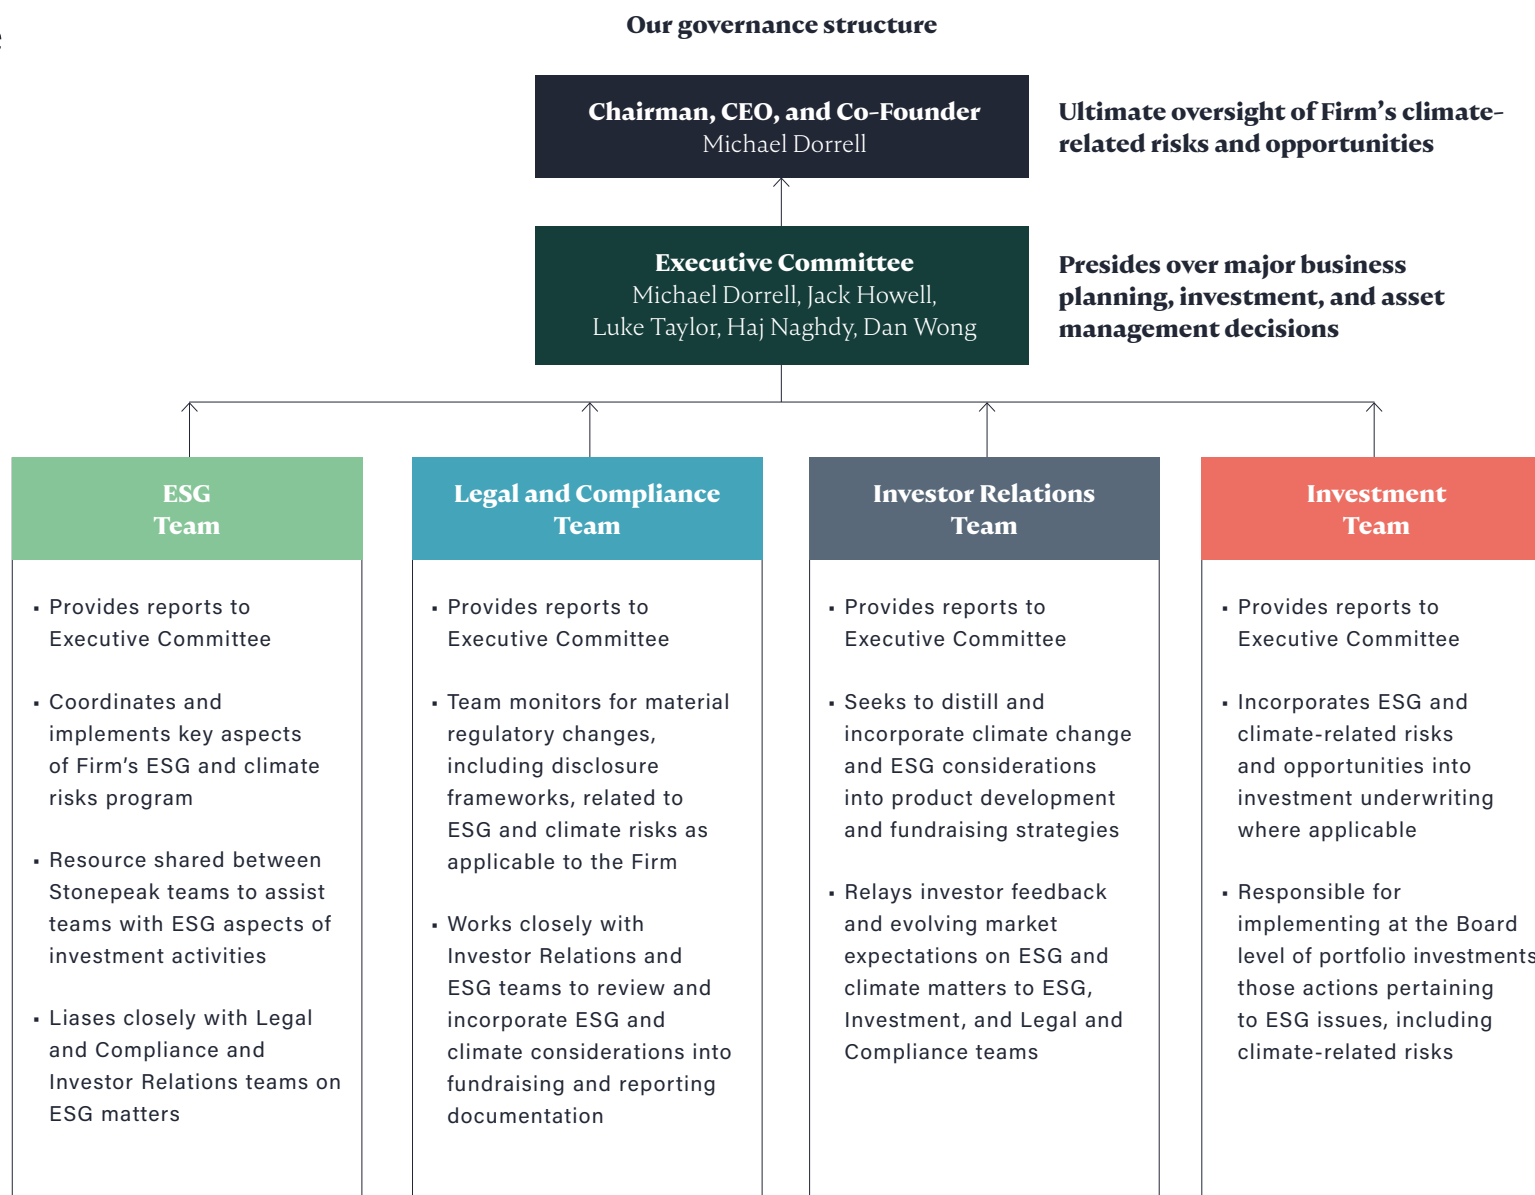 Our governance structure
Chairman, CEO, and Co-Founder
Michael Dorrell
Ultimate oversight of Firm’s climate-
related risks and opportunities
Executive Committee
Michael Dorrell, Jack Howell,
Luke Taylor, Haj Naghdy, Dan Wong
Presides over major business
planning, investment, and asset
management decisions
ESG
Team
▪ Provides reports to
Executive Committee
▪ Coordinates and
implements key aspects
of Firm’s ESG and climate
risks program
▪ Resource shared between
Stonepeak teams to assist
teams with ESG aspects of
investment activities
▪ Liases closely with Legal
and Compliance and
Investor Relations teams on
ESG matters
Legal and Compliance
Team
▪ Provides reports to
Executive Committee
▪ Team monitors for material
regulatory changes,
including disclosure
frameworks, related to
ESG and climate risks as
applicable to the Firm
▪ Works closely with
Investor Relations and
ESG teams to review and
incorporate ESG and
climate considerations into
fundraising and reporting
documentation
Investor Relations
Team
▪ Provides reports to
Executive Committee
▪ Seeks to distill and
incorporate climate change
and ESG considerations
into product development
and fundraising strategies
▪ Relays investor feedback
and evolving market
expectations on ESG and
climate matters to ESG,
Investment, and Legal and
Compliance teams
Investment
Team
▪ Provides reports to
Executive Committee
▪ Incorporates ESG and
climate-related risks
and opportunities into
investment underwriting
where applicable
▪ Responsible for
implementing at the Board
level of portfolio investments
those actions pertaining
to ESG issues, including
climate-related risks